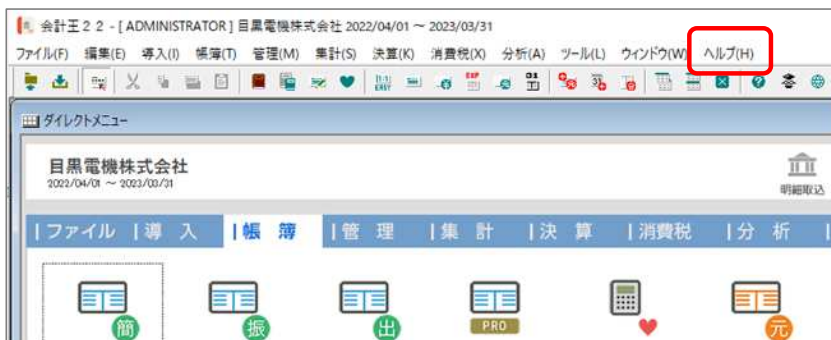 会計王22 - [ ADMINISTRATOR ] 目黒電機株式会社 2022/04/01 ～ 2023/03/31
ファイル(F) 編集(E) 導入(I) 帳簿(T) 管理(M) 集計(S) 決算(K) 消費税(X) 分析(A) ツール(L) ウィンドウ(W) ヘルプ(H)
ダイレクトメニュー
目黒電機株式会社
2022/04/01 ～ 2023/03/31
明細取込
ファイル 導 入 帳 簿 管 理 集 計 決 算 消費税 分 析
簡 振 出 PRO 元